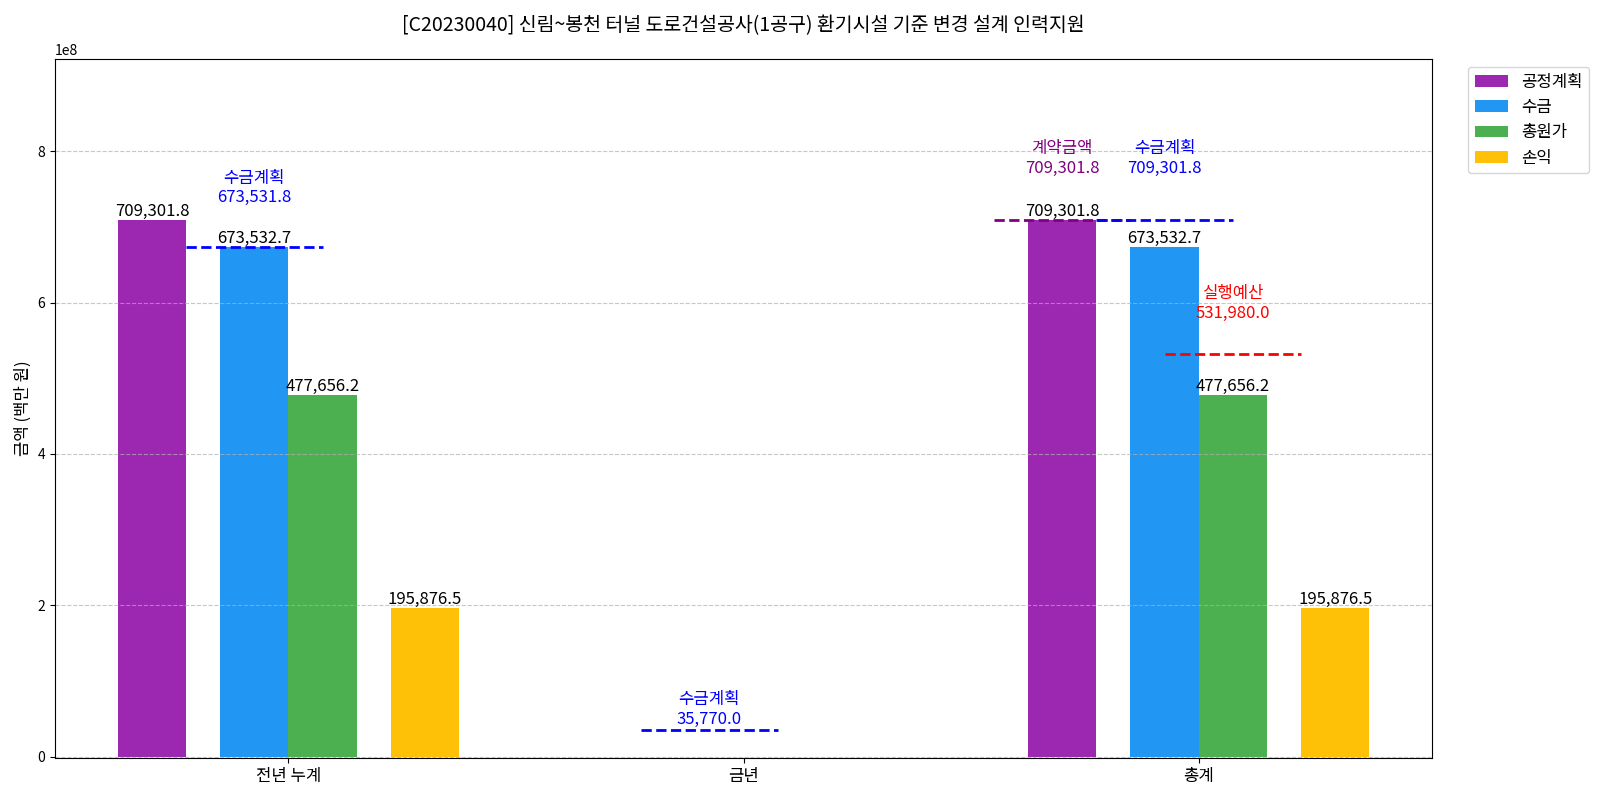 [C20230040] 신림~봉천 터널 도로건설공사(1공구) 환기시설 기준 변경 설계 인력지원
1e8
공정계획
수금
총원가
손익
금액 (백만 원)
8
6
4
2
0
수금계획
673,531.8
709,301.8
673,532.7
477,656.2
195,876.5
수금계획
35,770.0
계약금액
709,301.8
수금계획
709,301.8
709,301.8
673,532.7
실행예산
531,980.0
477,656.2
195,876.5
전년 누계
금년
총계